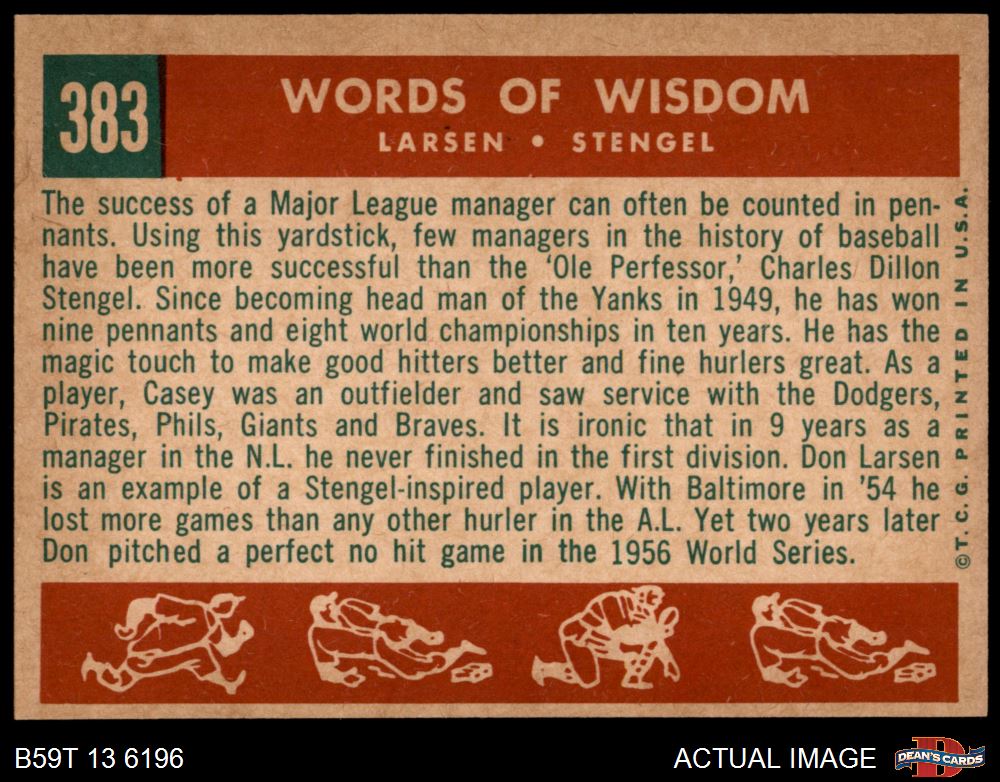 383
WORDS OF WISDOM
LARSEN • STENGEL
The success of a Major League manager can often be counted in pen-
nants. Using this yardstick, few managers in the history of baseball
have been more successful than the 'Ole Perfessor,' Charles Dillon
Stengel. Since becoming head man of the Yanks in 1949, he has won
nine pennants and eight world championships in ten years. He has the
magic touch to make good hitters better and fine hurlers great. As a
player, Casey was an outfielder and saw service with the Dodgers,
Pirates, Phils, Giants and Braves. It is ironic that in 9 years as a
manager in the N.L. he never finished in the first division. Don Larsen
is an example of a Stengel-inspired player. With Baltimore in '54 he
lost more games than any other hurler in the A.L. Yet two years later
Don pitched a perfect no hit game in the 1956 World Series.
©T. C. G. PRINTED IN U.S.A.
B59T 13 6196
ACTUAL IMAGE
D
DEAN'S CARDS